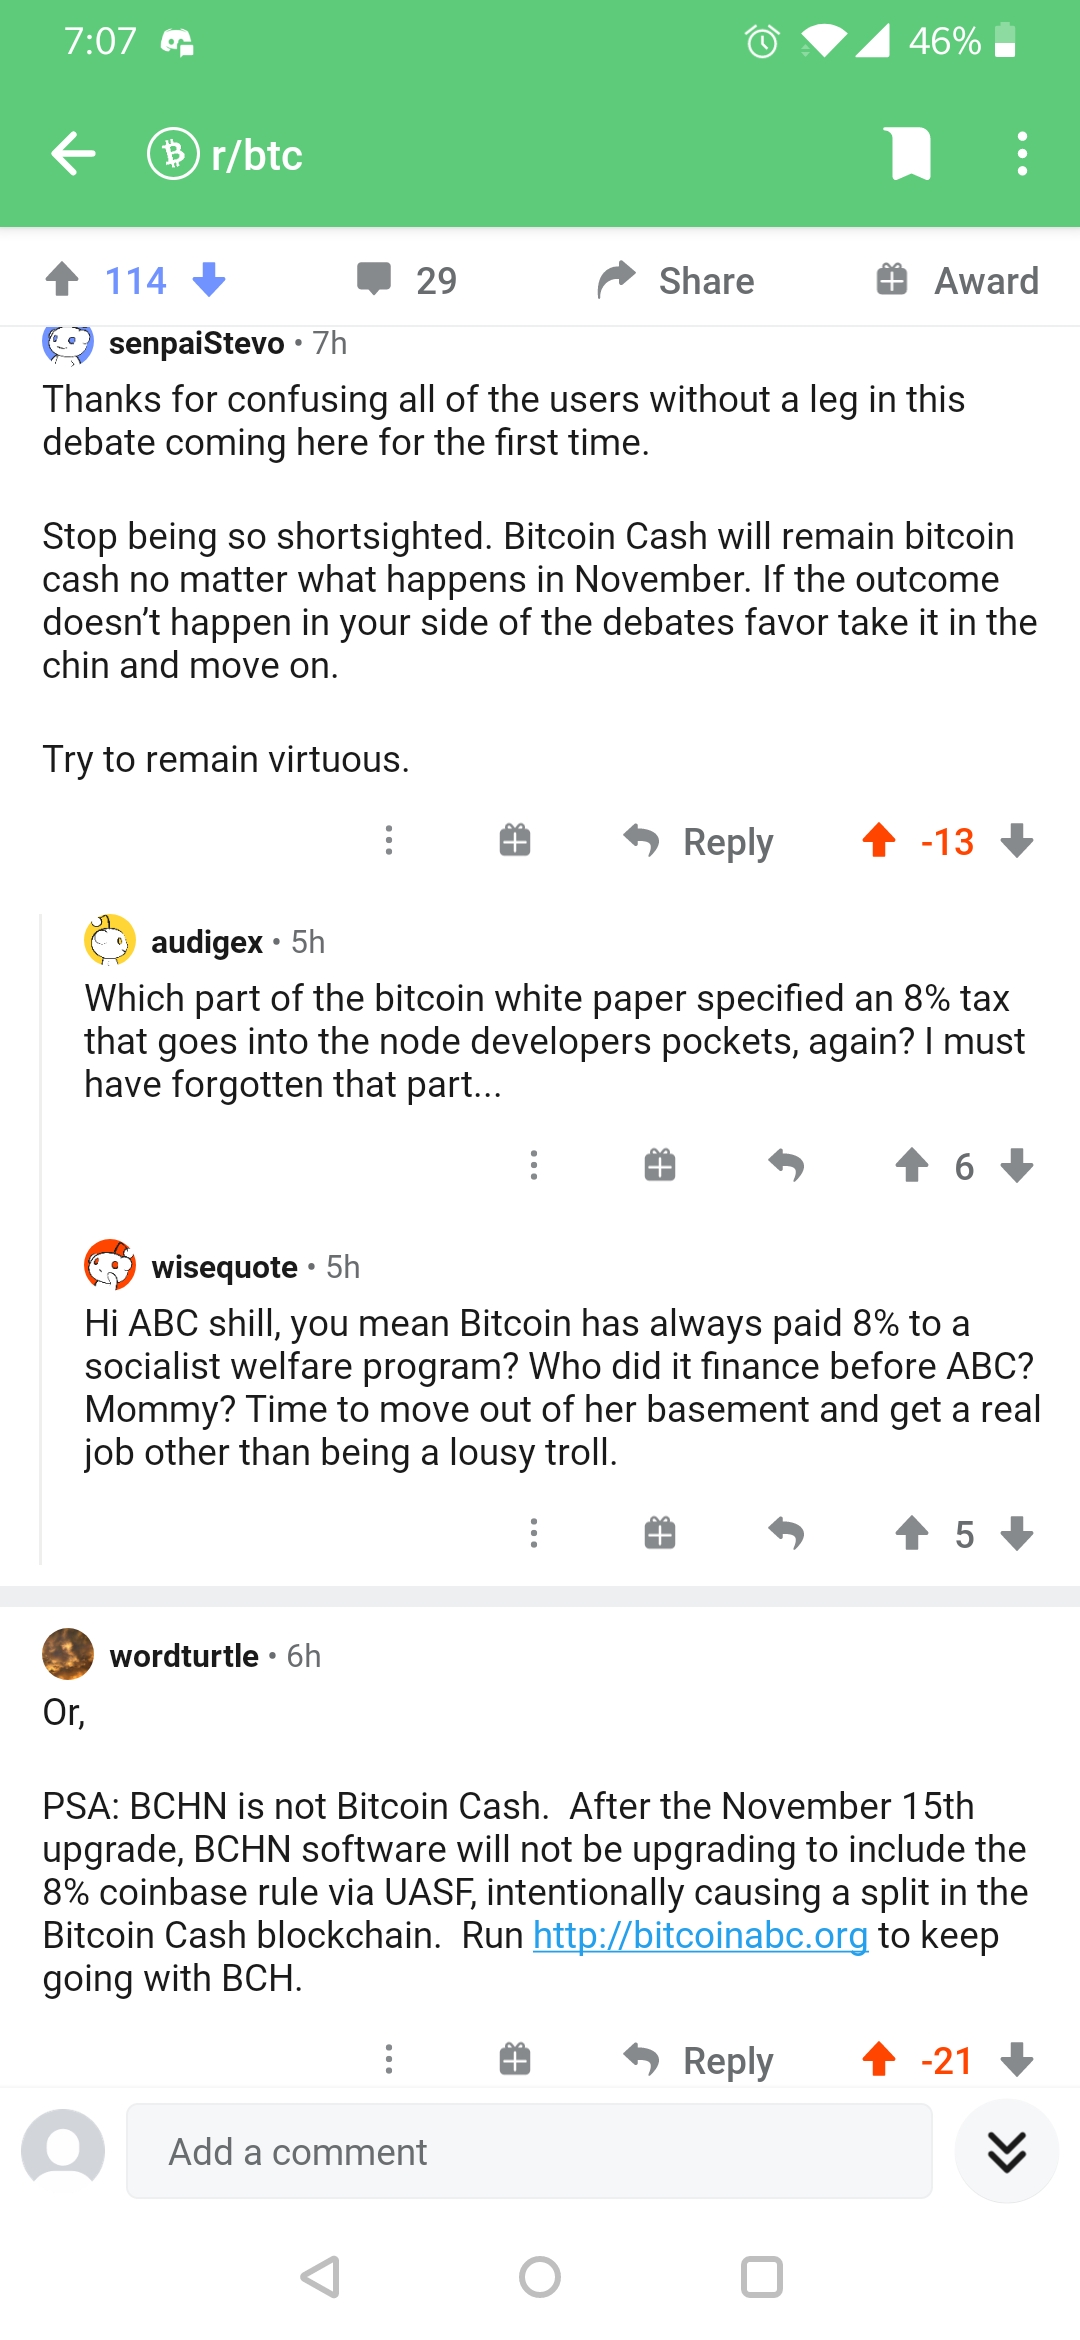 7:07
46%
r/btc
114
29
Share
Award
senpaiStevo • 7h
Thanks for confusing all of the users without a leg in this
debate coming here for the first time.
Stop being so shortsighted. Bitcoin Cash will remain bitcoin
cash no matter what happens in November. If the outcome
doesn't happen in your side of the debates favor take it in the
chin and move on.
Try to remain virtuous.
Reply
-13
audigex • 5h
Which part of the bitcoin white paper specified an 8% tax
that goes into the node developers pockets, again? I must
have forgotten that part...
6
wisequote • 5h
Hi ABC shill, you mean Bitcoin has always paid 8% to a
socialist welfare program? Who did it finance before ABC?
Mommy? Time to move out of her basement and get a real
job other than being a lousy troll.
5
wordturtle • 6h
Or,
PSA: BCHN is not Bitcoin Cash.  After the November 15th
upgrade, BCHN software will not be upgrading to include the
8% coinbase rule via UASF, intentionally causing a split in the
Bitcoin Cash blockchain.  Run http://bitcoinabc.org to keep
going with BCH.
Reply
-21
Add a comment